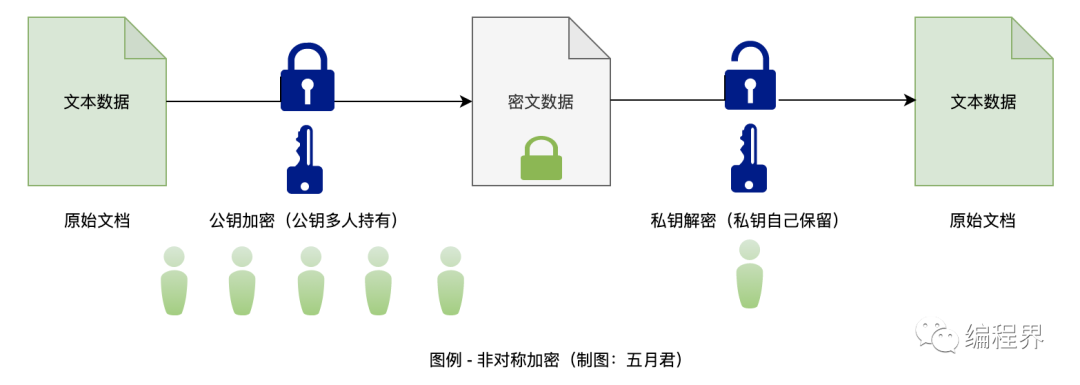 文本数据
密文数据
文本数据
原始文档
公钥加密（公钥多人持有）
私钥解密（私钥自己保留）
原始文档
编程界
图例 - 非对称加密（制图：五月君）